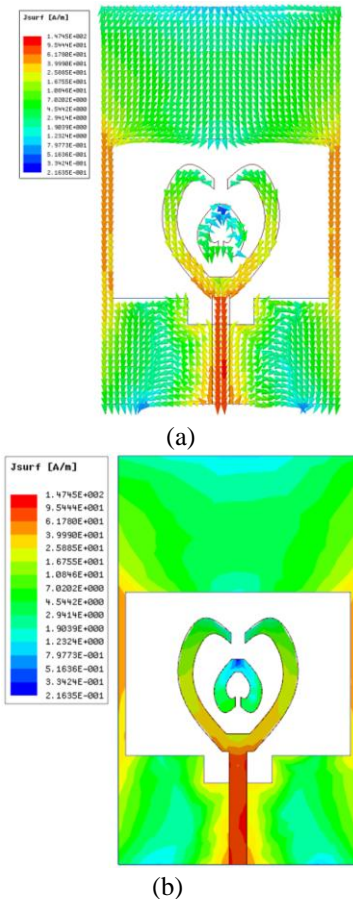 Jsurf [A/m]
1.4745E+002
9.5444E+001
6.1780E+001
3.9990E+001
2.5885E+001
1.6755E+001
1.0846E+001
7.0202E+000
4.5442E+000
2.9414E+000
1.9039E+000
1.2324E+000
7.9773E-001
5.1636E-001
3.3424E-001
2.1635E-001
(a)
Jsurf [A/m]
1.4745E+002
9.5444E+001
6.1780E+001
3.9990E+001
2.5885E+001
1.6755E+001
1.0846E+001
7.0202E+000
4.5442E+000
2.9414E+000
1.9039E+000
1.2324E+000
7.9773E-001
5.1636E-001
3.3424E-001
2.1635E-001
(b)